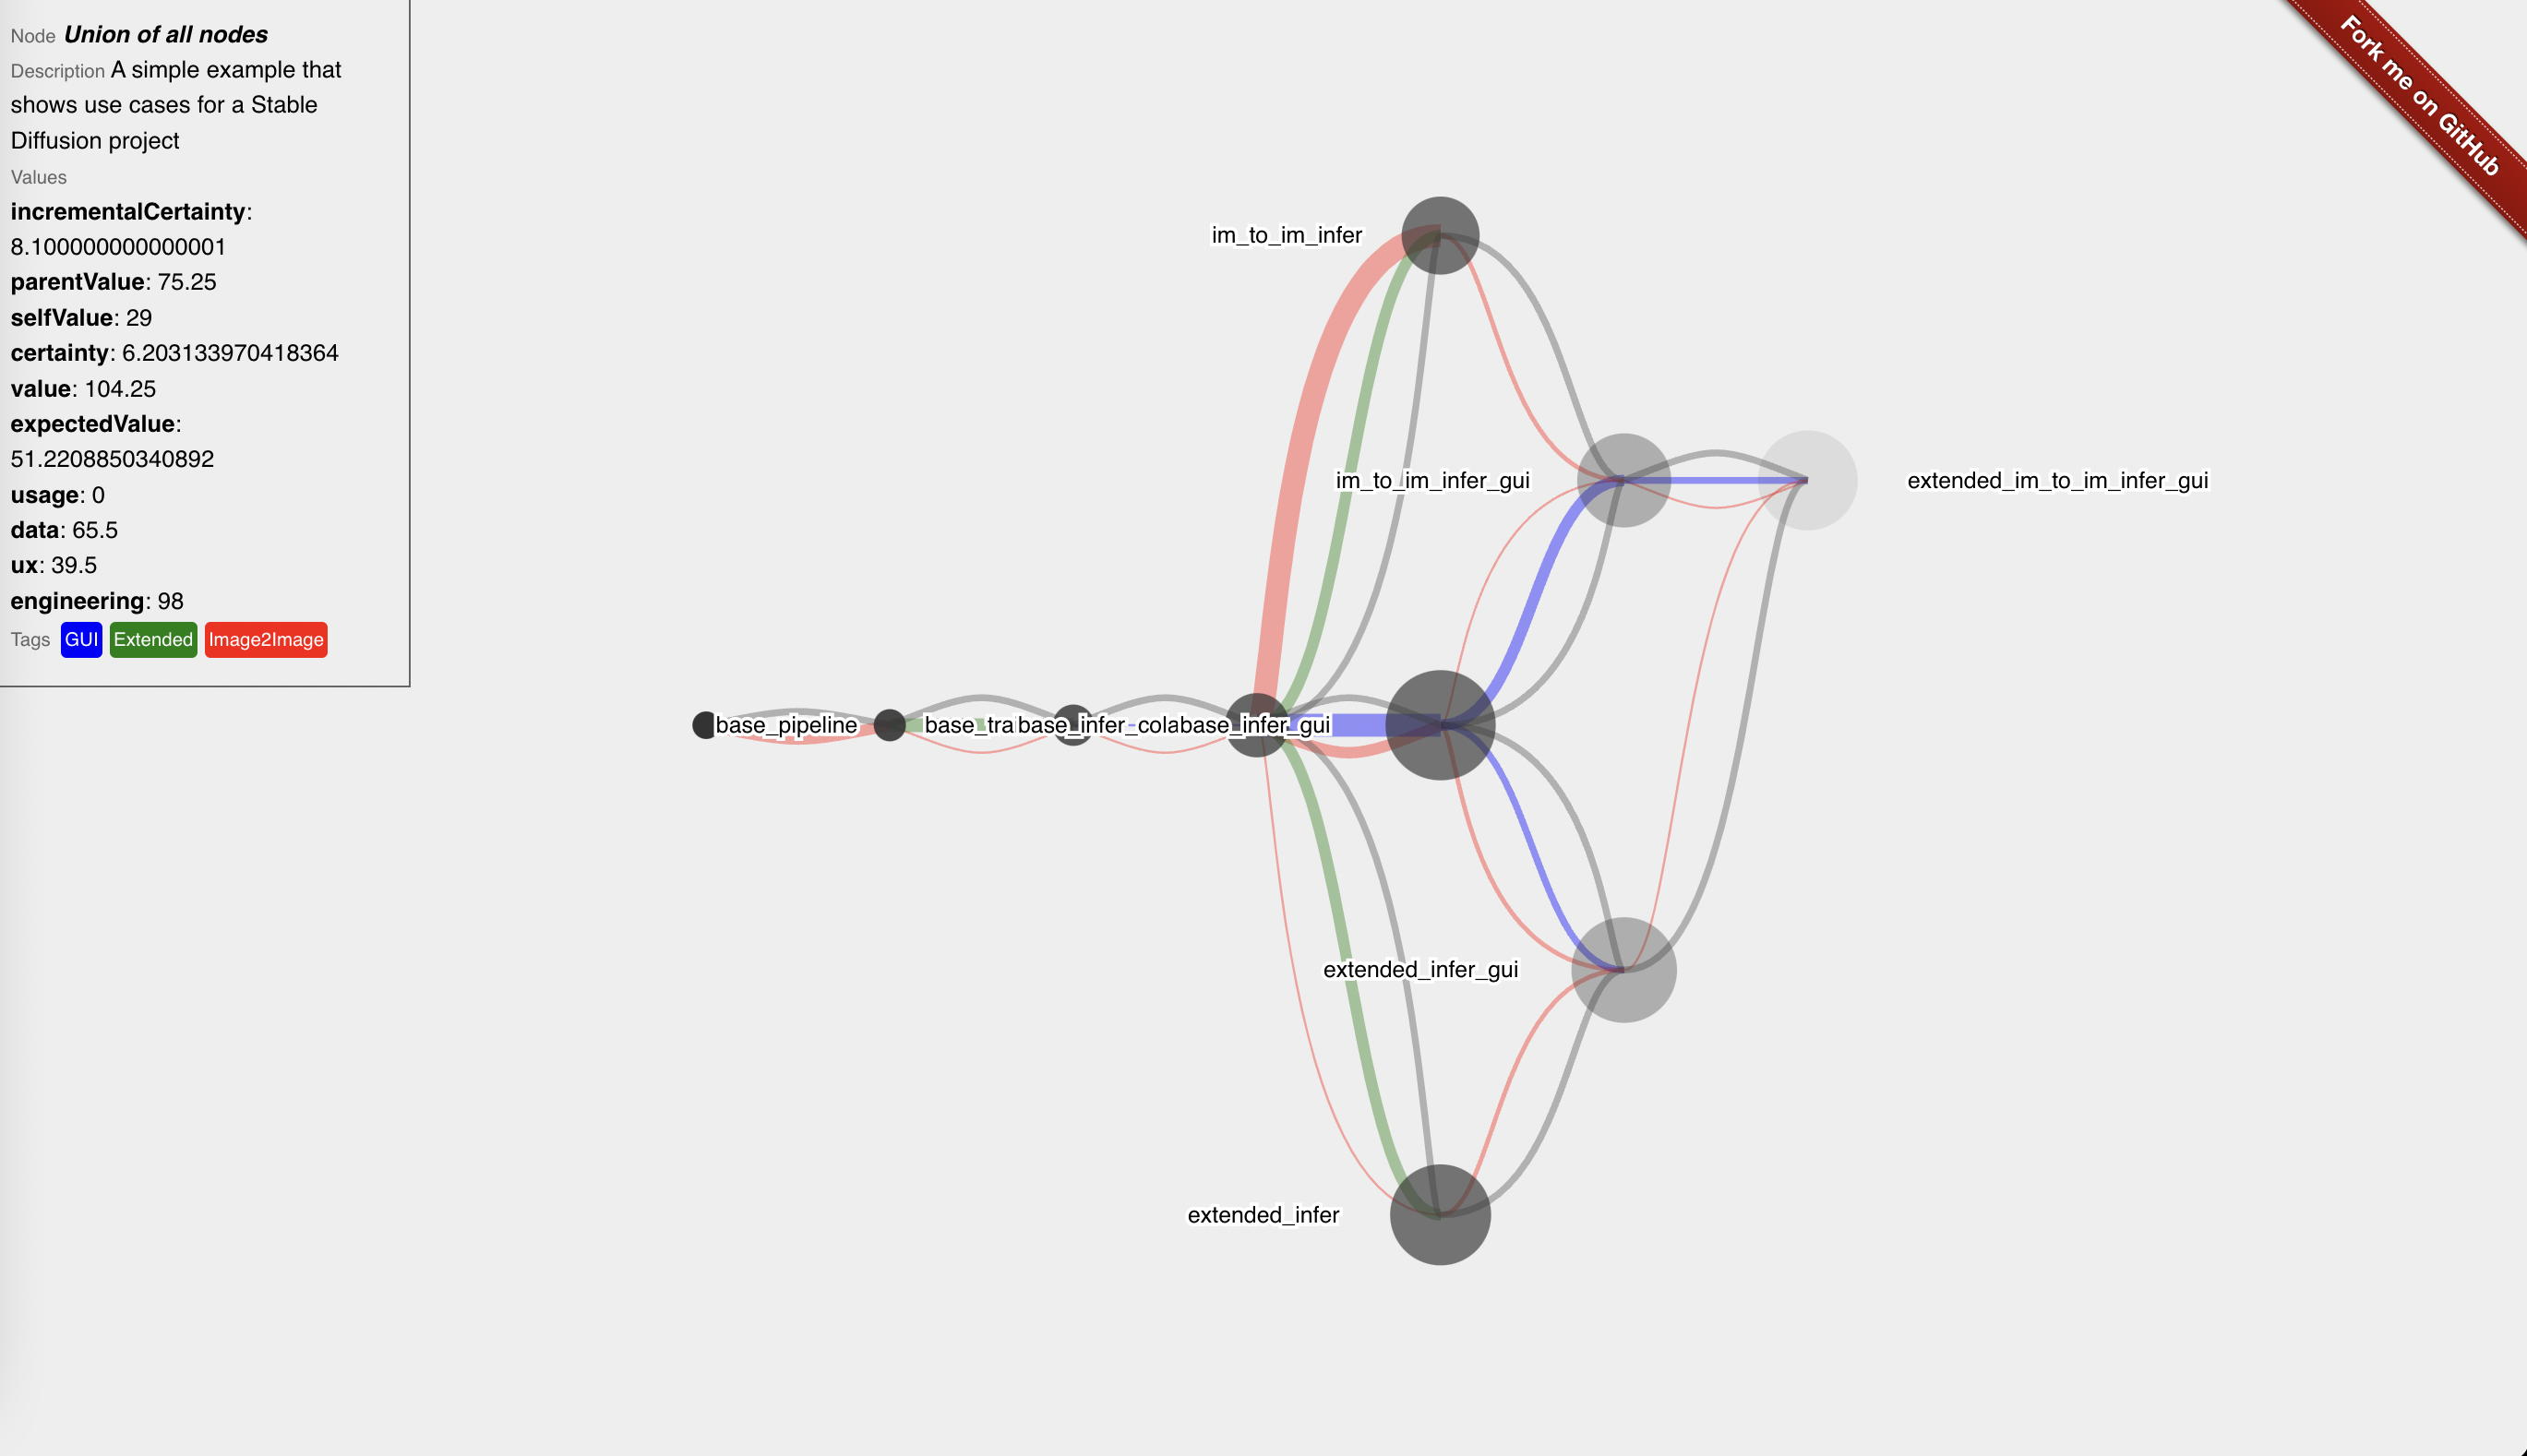 Node Union of all nodes
Description A simple example that
shows use cases for a Stable
Diffusion project
Values
incrementalCertainty:
8.100000000000001
parentValue: 75.25
selfValue: 29
certainty: 6.203133970418364
value: 104.25
expectedValue:
51.2208850340892
usage: 0
data: 65.5
ux: 39.5
engineering: 98
Tags GUI Extended Image2Image
Fork me on GitHub
im_to_im_infer
im_to_im_infer_gui
extended_im_to_im_infer_gui
base_pipeline
base_infer_gui
extended_infer_gui
extended_infer